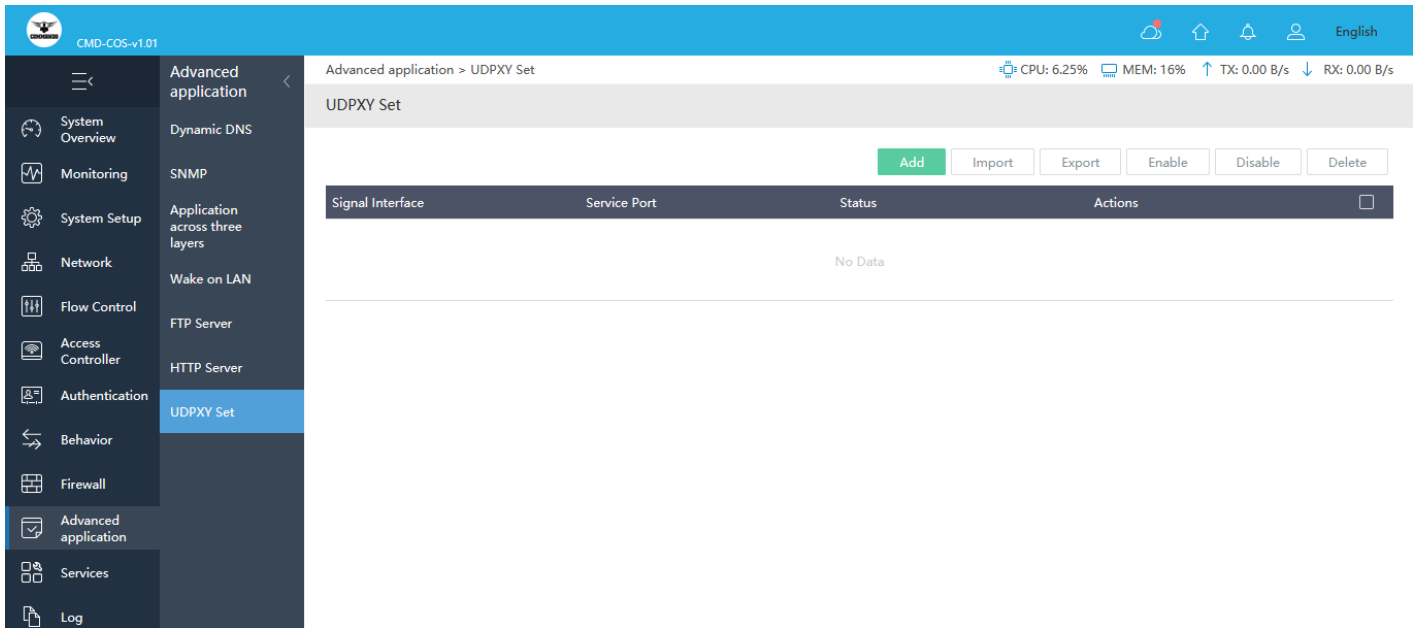 COMMANDO
CMD-COS-v1.01
English
Advanced application > UDPXY Set
CPU: 6.25% MEM: 16% TX: 0.00 B/s RX: 0.00 B/s
UDPXY Set
System
Overview
Monitoring
System Setup
Network
Flow Control
Access
Controller
Authentication
Behavior
Firewall
Advanced
application
Services
Log
Advanced
application
Dynamic DNS
SNMP
Application
across three
layers
Wake on LAN
FTP Server
HTTP Server
UDPXY Set
Add Import Export Enable Disable Delete
Signal Interface Service Port Status Actions
No Data